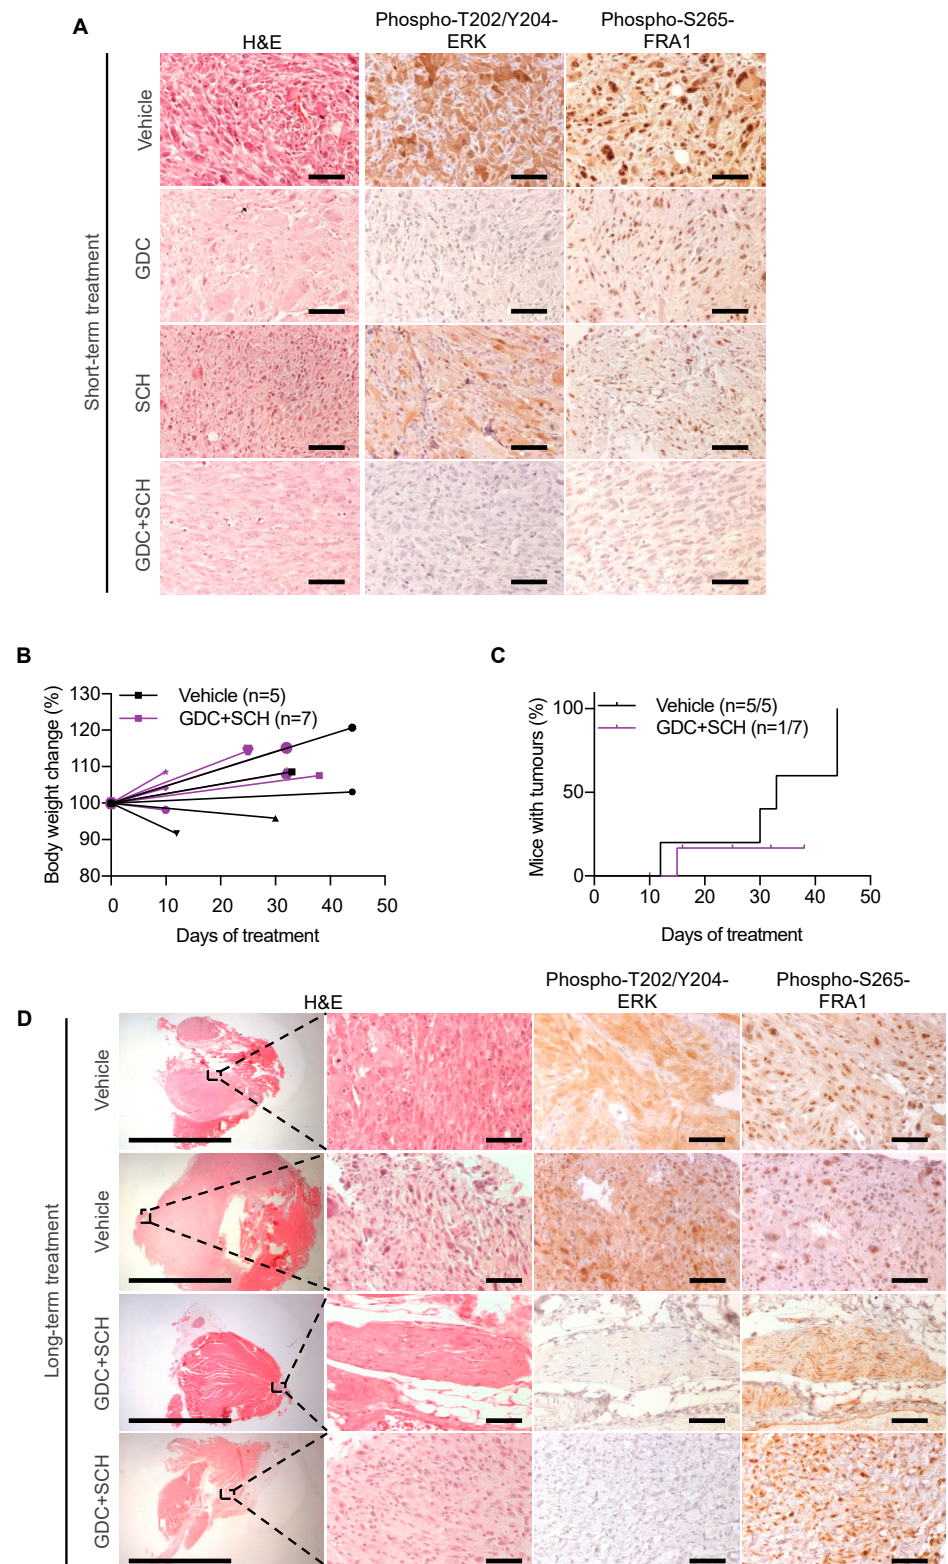 A
H&E
Phospho-T202/Y204-
ERK
Phospho-S265-
FRA1
Short-term treatment
Vehicle
GDC
SCH
GDC+SCH
B
Body weight change (%)
130
120
110
100
90
80
Vehicle (n=5)
GDC+SCH (n=7)
0 10 20 30 40 50
Days of treatment
C
Mice with tumours (%)
100
50
0
Vehicle (n=5/5)
GDC+SCH (n=1/7)
0 10 20 30 40 50
Days of treatment
D
H&E
Phospho-T202/Y204-
ERK
Phospho-S265-
FRA1
Long-term treatment
Vehicle
Vehicle
GDC+SCH
GDC+SCH